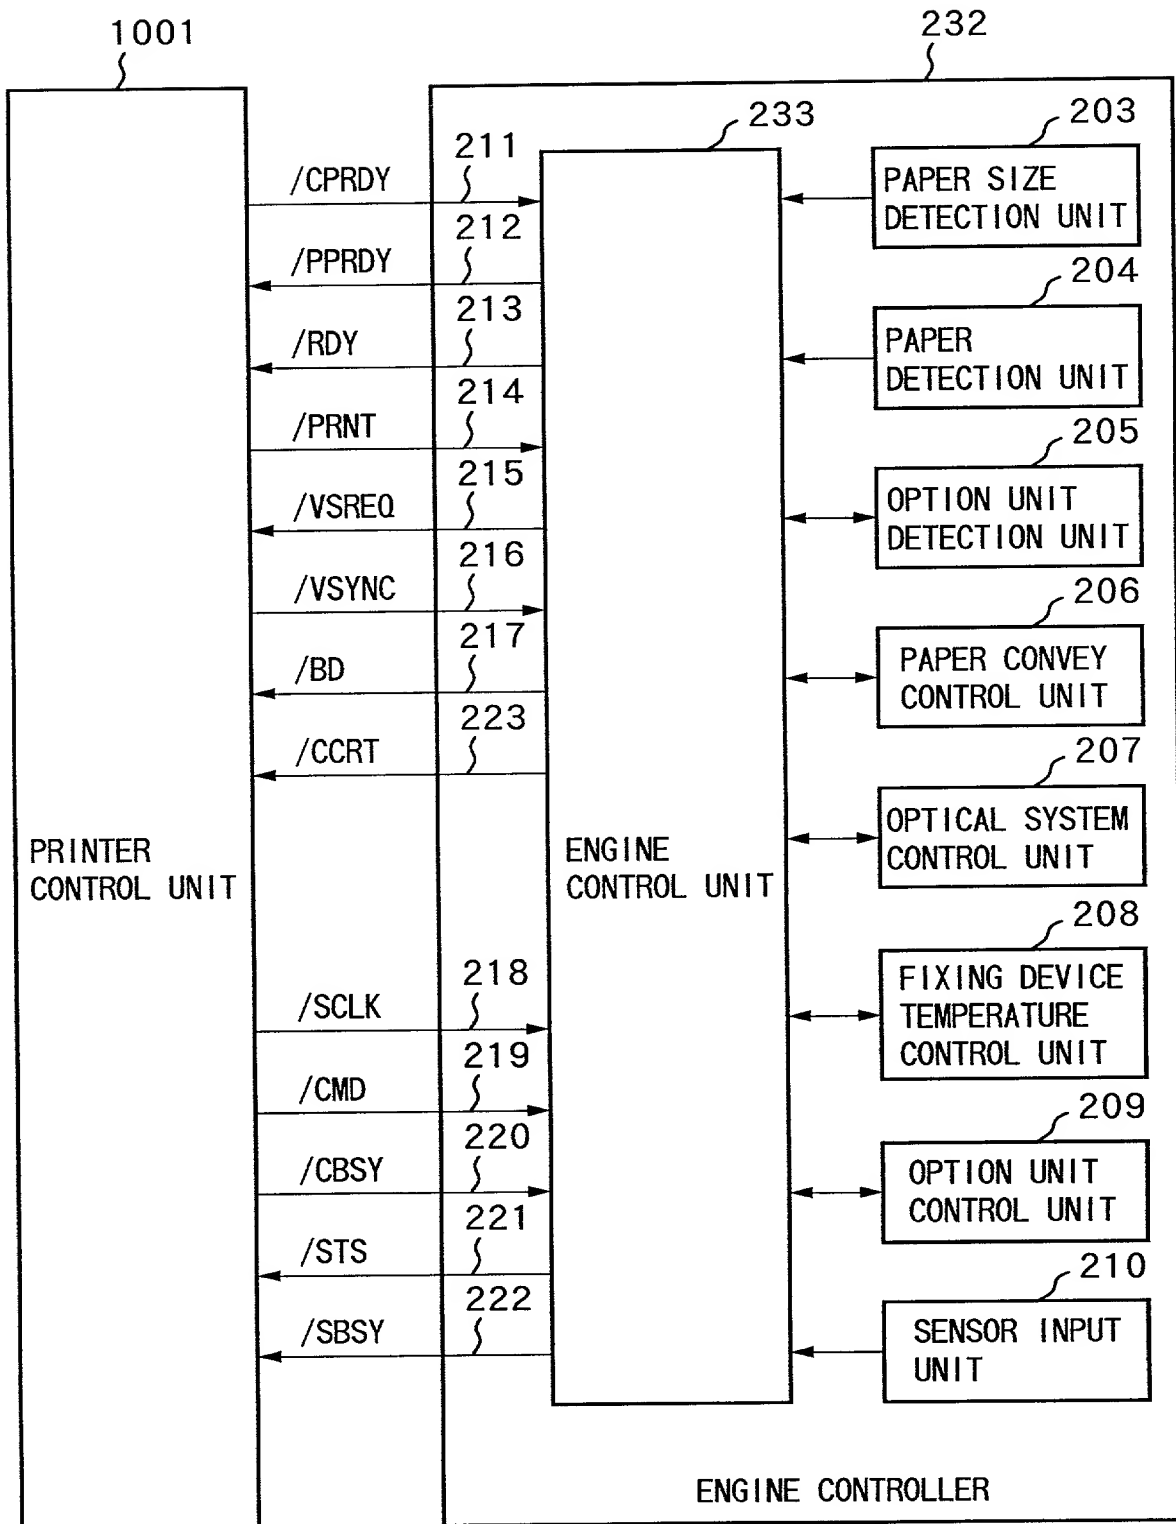 1001
232
233
203
PAPER SIZE
DETECTION UNIT
/CPRDY
211
/PPRDY
212
204
PAPER
DETECTION UNIT
/RDY
213
/PRNT
214
205
OPTION UNIT
DETECTION UNIT
/VSREQ
215
/VSYNC
216
206
PAPER CONVEY
CONTROL UNIT
/BD
217
/CCRT
223
207
OPTICAL SYSTEM
CONTROL UNIT
PRINTER
CONTROL UNIT
ENGINE
CONTROL UNIT
208
FIXING DEVICE
TEMPERATURE
CONTROL UNIT
/SCLK
218
/CMD
219
/CBSY
220
209
OPTION UNIT
CONTROL UNIT
/STS
221
/SBSY
222
210
SENSOR INPUT
UNIT
ENGINE CONTROLLER